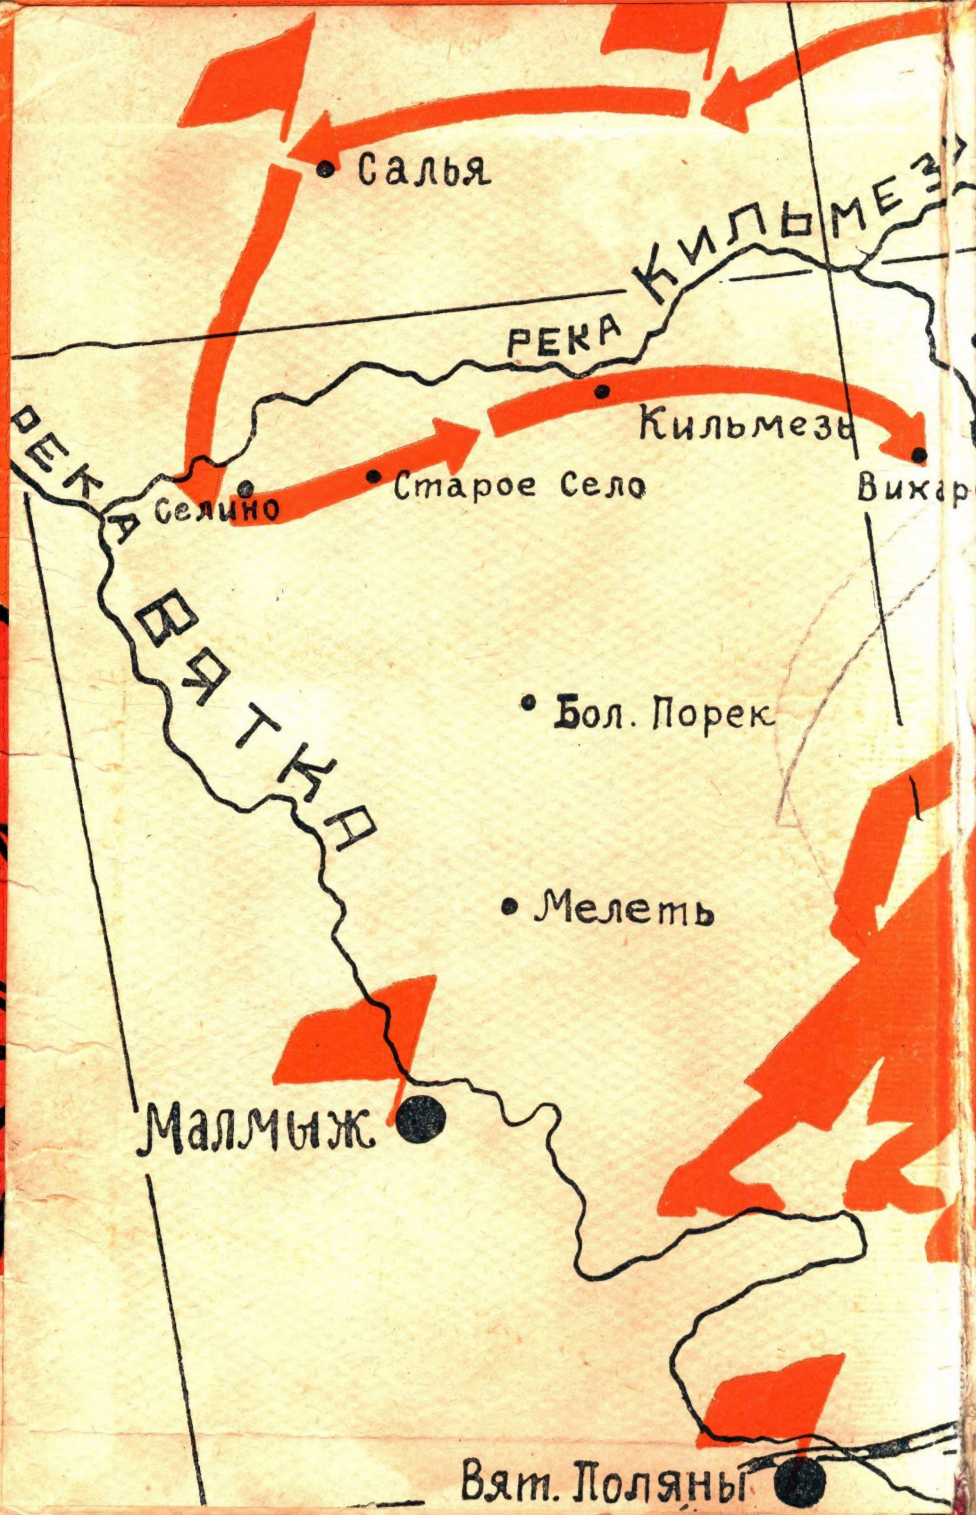 Салья
РЕКА КИЛЬМЕЗЬ
Кильмезь
РЕКА ВЯТКА
Селино
Старое Село
Бол. Порек
Мелеть
Малмыж
Вят. Поляны